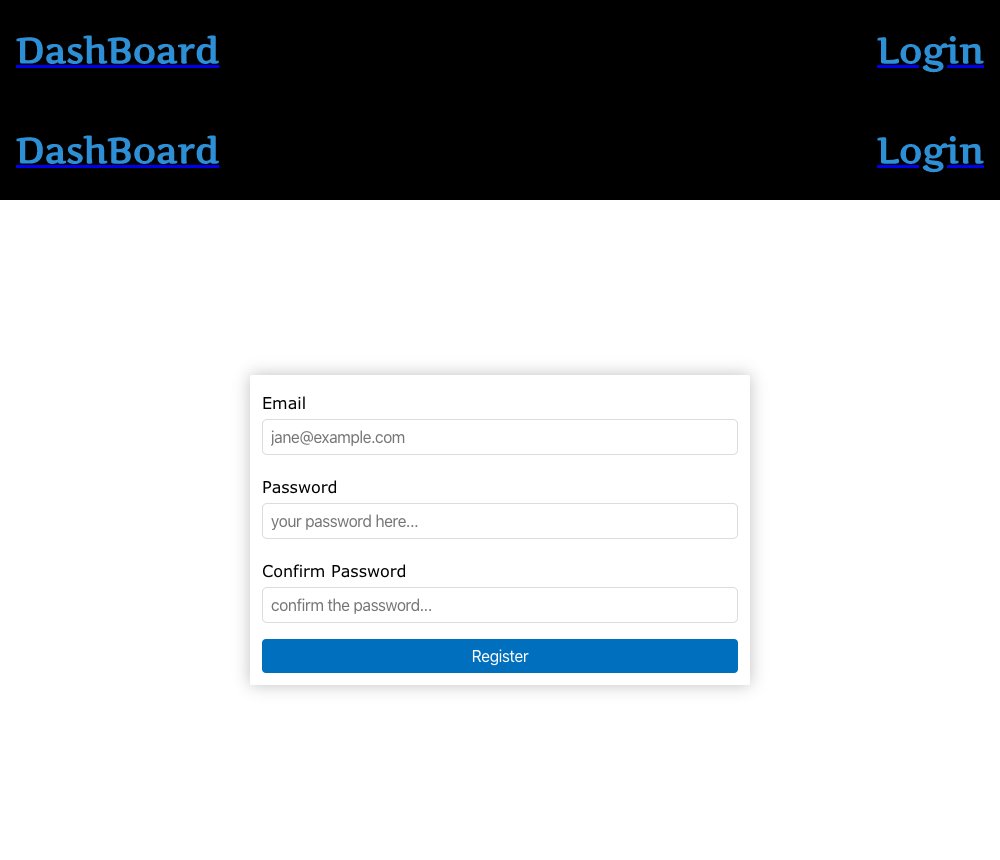 DashBoard Login
DashBoard Login
Email
jane@example.com
Password
your password here...
Confirm Password
confirm the password...
Register